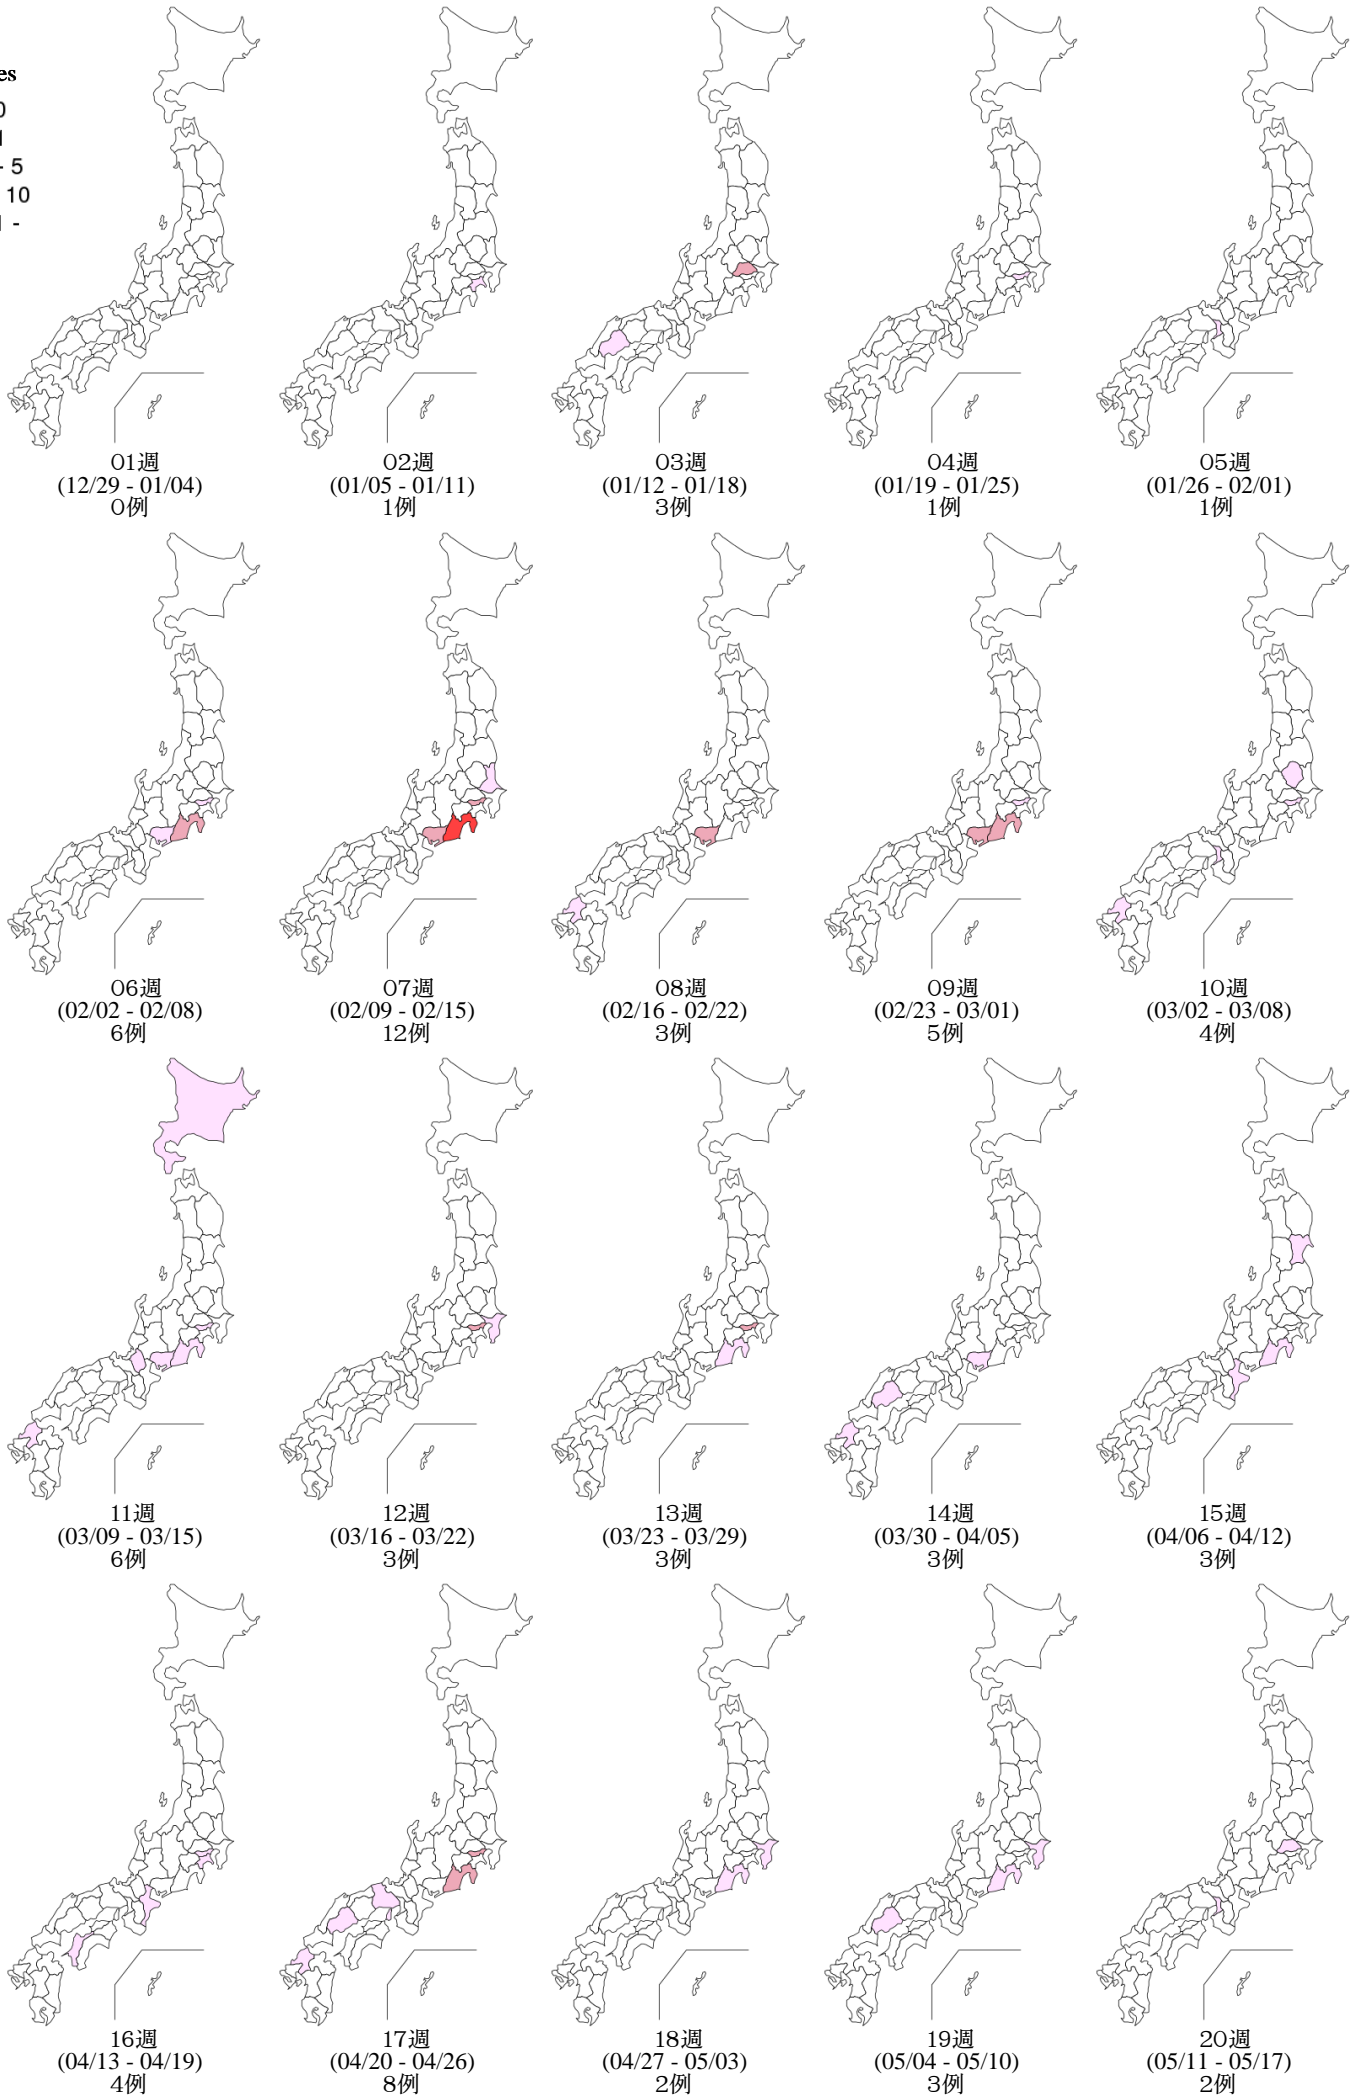 es
0
- 5
10
-
01週
(12/29 - 01/04)
0例
02週
(01/05 - 01/11)
1例
03週
(01/12 - 01/18)
3例
04週
(01/19 - 01/25)
1例
05週
(01/26 - 02/01)
1例
06週
(02/02 - 02/08)
6例
07週
(02/09 - 02/15)
12例
08週
(02/16 - 02/22)
3例
09週
(02/23 - 03/01)
5例
10週
(03/02 - 03/08)
4例
11週
(03/09 - 03/15)
6例
12週
(03/16 - 03/22)
3例
13週
(03/23 - 03/29)
3例
14週
(03/30 - 04/05)
3例
15週
(04/06 - 04/12)
3例
16週
(04/13 - 04/19)
4例
17週
(04/20 - 04/26)
8例
18週
(04/27 - 05/03)
2例
19週
(05/04 - 05/10)
3例
20週
(05/11 - 05/17)
2例